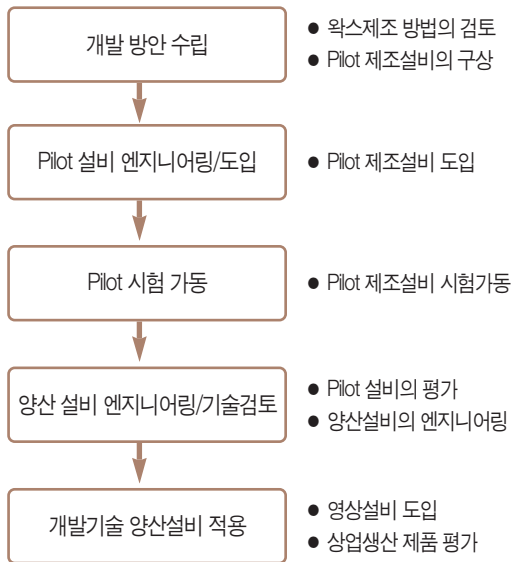 개발 방안 수립
● 왁스제조 방법의 검토
● Pilot 제조설비의 구상
Pilot 설비 엔지니어링/도입
● Pilot 제조설비 도입
Pilot 시험 가동
● Pilot 제조설비 시험가동
양산 설비 엔지니어링/기술검토
● Pilot 설비의 평가
● 양산설비의 엔지니어링
개발기술 양산설비 적용
● 영상설비 도입
● 상업생산 제품 평가